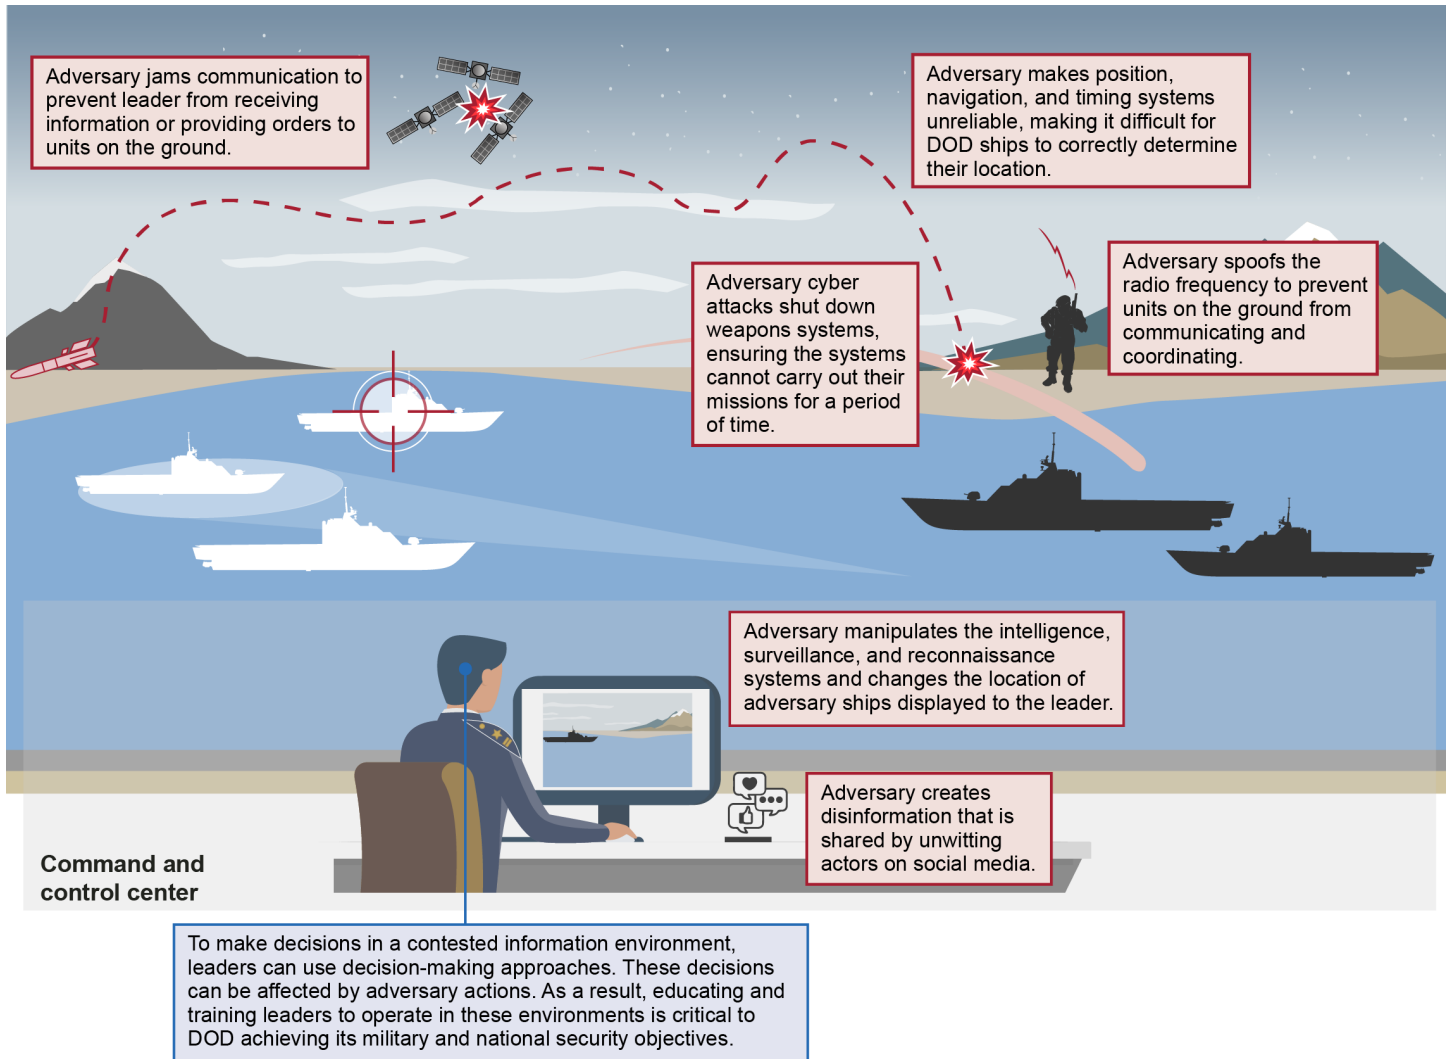 Adversary jams communication to
prevent leader from receiving
information or providing orders to
units on the ground.
Adversary makes position,
navigation, and timing systems
unreliable, making it difficult for
DOD ships to correctly determine
their location.
Adversary cyber
attacks shut down
weapons systems,
ensuring the systems
cannot carry out their
missions for a period
of time.
Adversary spoofs the
radio frequency to prevent
units on the ground from
communicating and
coordinating.
Adversary manipulates the intelligence,
surveillance, and reconnaissance
systems and changes the location of
adversary ships displayed to the leader.
Adversary creates
disinformation that is
shared by unwitting
actors on social media.
Command and
control center
To make decisions in a contested information environment,
leaders can use decision-making approaches. These decisions
can be affected by adversary actions. As a result, educating and
training leaders to operate in these environments is critical to
DOD achieving its military and national security objectives.